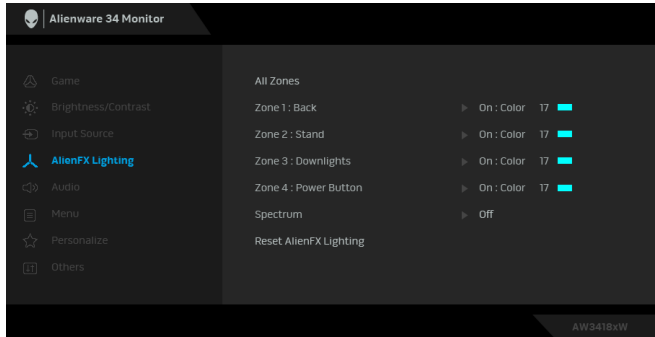 Alienware 34 Monitor
Game
All Zones
Brightness/Contrast
Zone 1 : Back On : Color 17
Input Source
Zone 2 : Stand On : Color 17
AlienFX Lighting
Zone 3 : Downlights On : Color 17
Audio
Zone 4 : Power Button On : Color 17
Menu
Spectrum Off
Personalize
Reset AlienFX Lighting
Others
AW3418xW